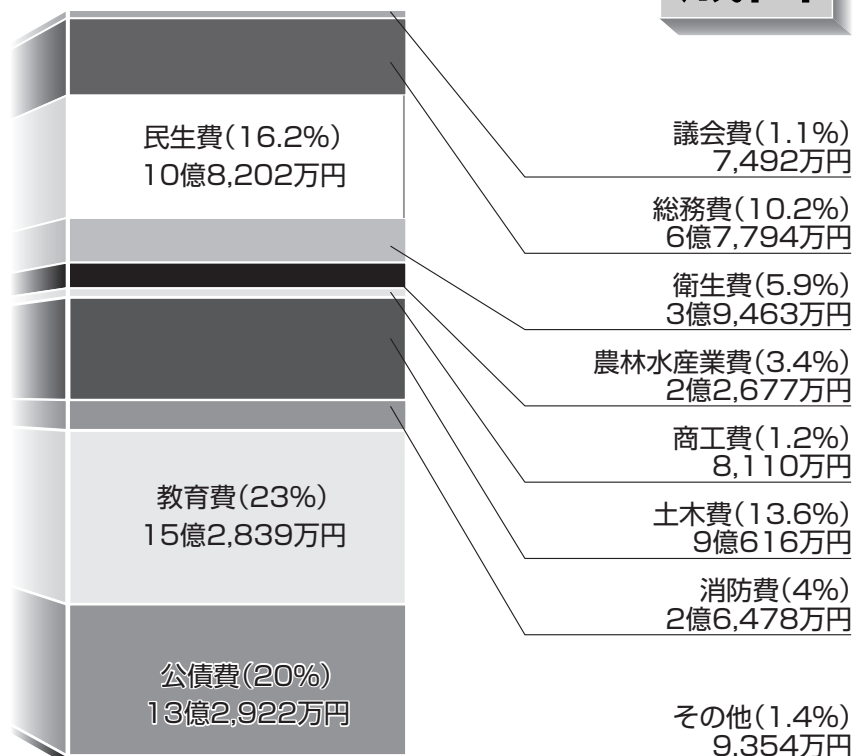 民生費(16.2%)
10億8,202万円
教育費(23%)
15億2,839万円
公債費(20%)
13億2,922万円
議会費(1.1%)
7,492万円
総務費(10.2%)
6億7,794万円
衛生費(5.9%)
3億9,463万円
農林水産業費(3.4%)
2億2,677万円
商工費(1.2%)
8,110万円
土木費(13.6%)
9億616万円
消防費(4%)
2億6,478万円
その他(1.4%)
9,354万円